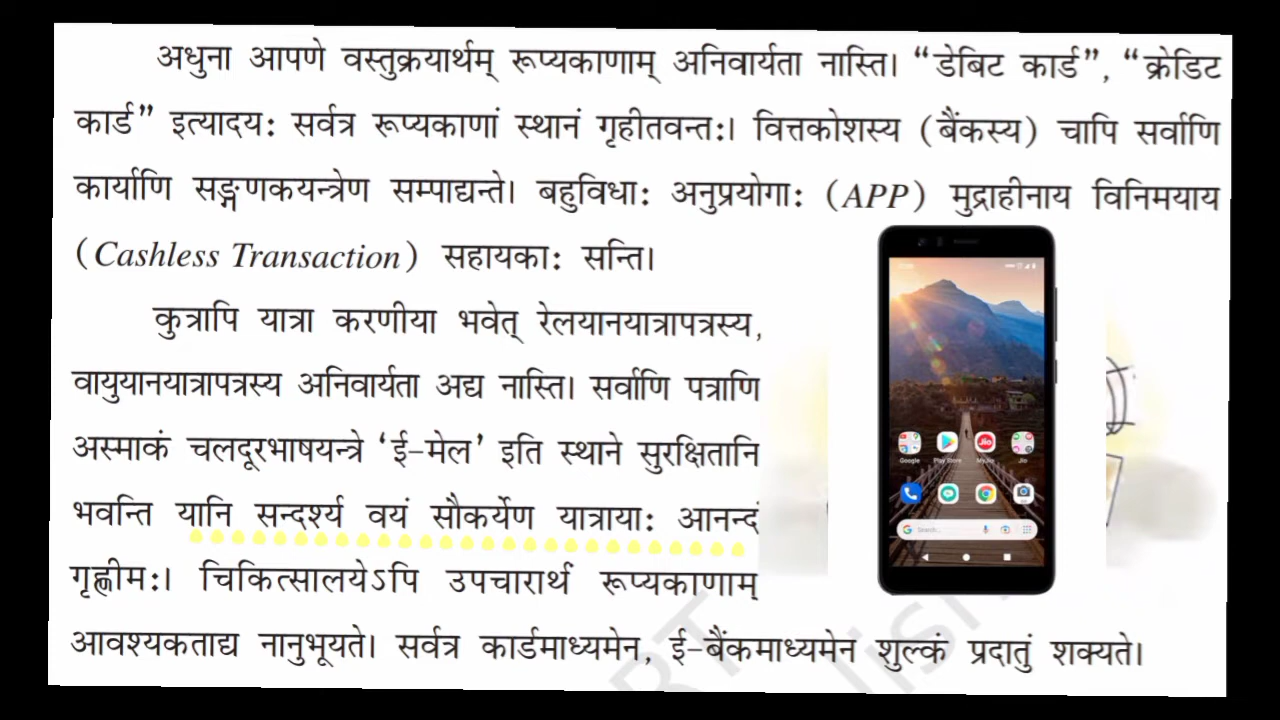 अधुना आपणे वस्तुक्रयार्थम् रूप्यकाणाम् अनिवार्यता नास्ति। “डेबिट कार्ड”, “क्रेडिट
कार्ड” इत्यादयः सर्वत्र रूप्यकाणां स्थानं गृहीतवन्तः। वित्तकोशस्य (बैंकस्य) चापि सर्वाणि
कार्याणि सङ्गणकयन्त्रेण सम्पाद्यन्ते। बहुविधाः अनुप्रयोगाः (APP) मुद्राहीनाय विनिमयाय
(Cashless Transaction) सहायकाः सन्ति।
कुत्रापि यात्रा करणीया भवेत् रेलयानयात्रापत्रस्य,
वायुयानयात्रापत्रस्य अनिवार्यता अद्य नास्ति। सर्वाणि पत्राणि
अस्माकं चलदूरभाषयन्त्रे ‘ई-मेल’ इति स्थाने सुरक्षितानि
भवन्ति यानि सन्दर्श्य वयं सौकर्येण यात्रायाः आनन्दं
गृह्णीमः। चिकित्सालयेऽपि उपचारार्थं रूप्यकाणाम्
आवश्यकताद्य नानुभूयते। सर्वत्र कार्डमाध्यमेन, ई-बैंकमाध्यमेन शुल्कं प्रदातुं शक्यते।
Google Play Store MyJio Jio
Jio
Search...